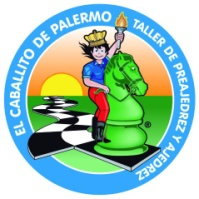 EL CABALLITO DE PALERMO
TALLER DE PREAJEDREZ Y AJEDREZ
®